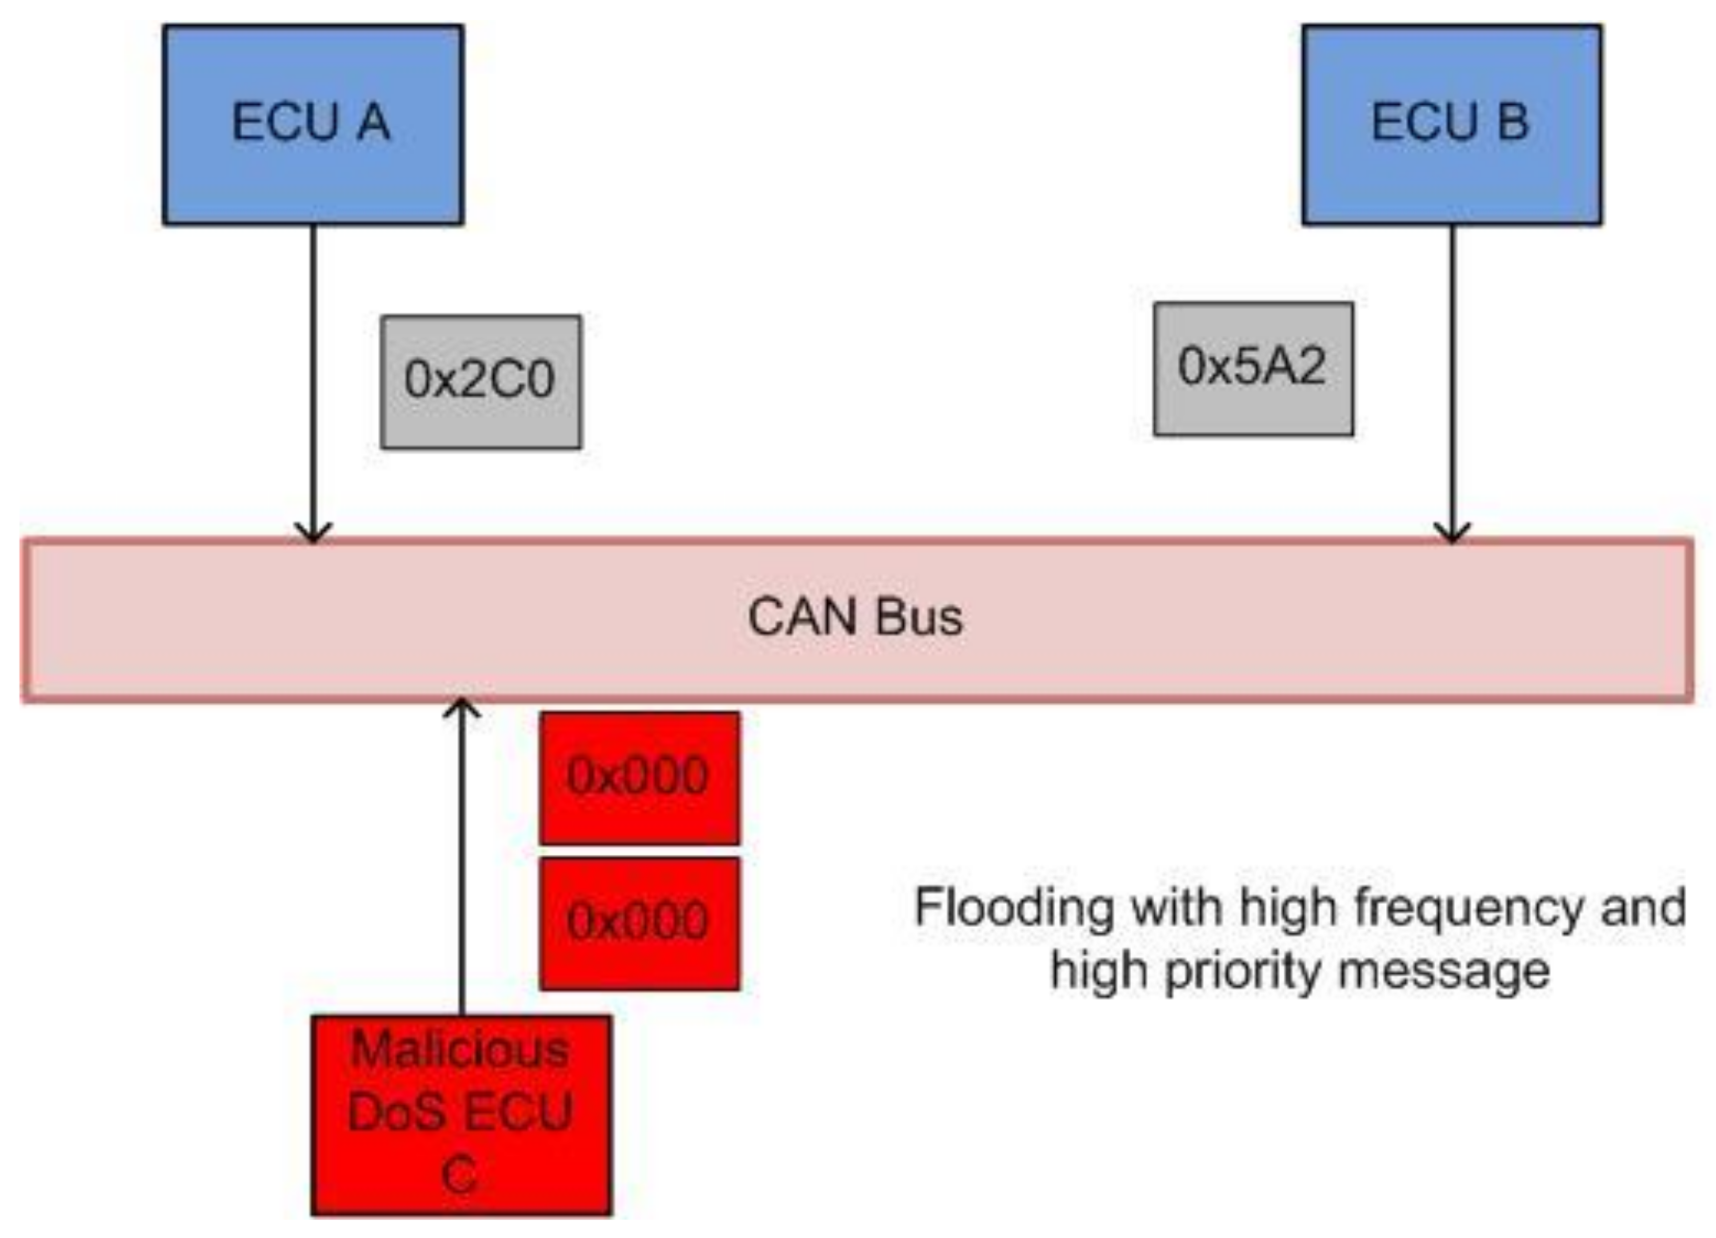 ECU A
ECU B
0x2C0
0x5A2
CAN Bus
0x000
0x000
Flooding with high frequency and
high priority message
Malicious
DoS ECU
C